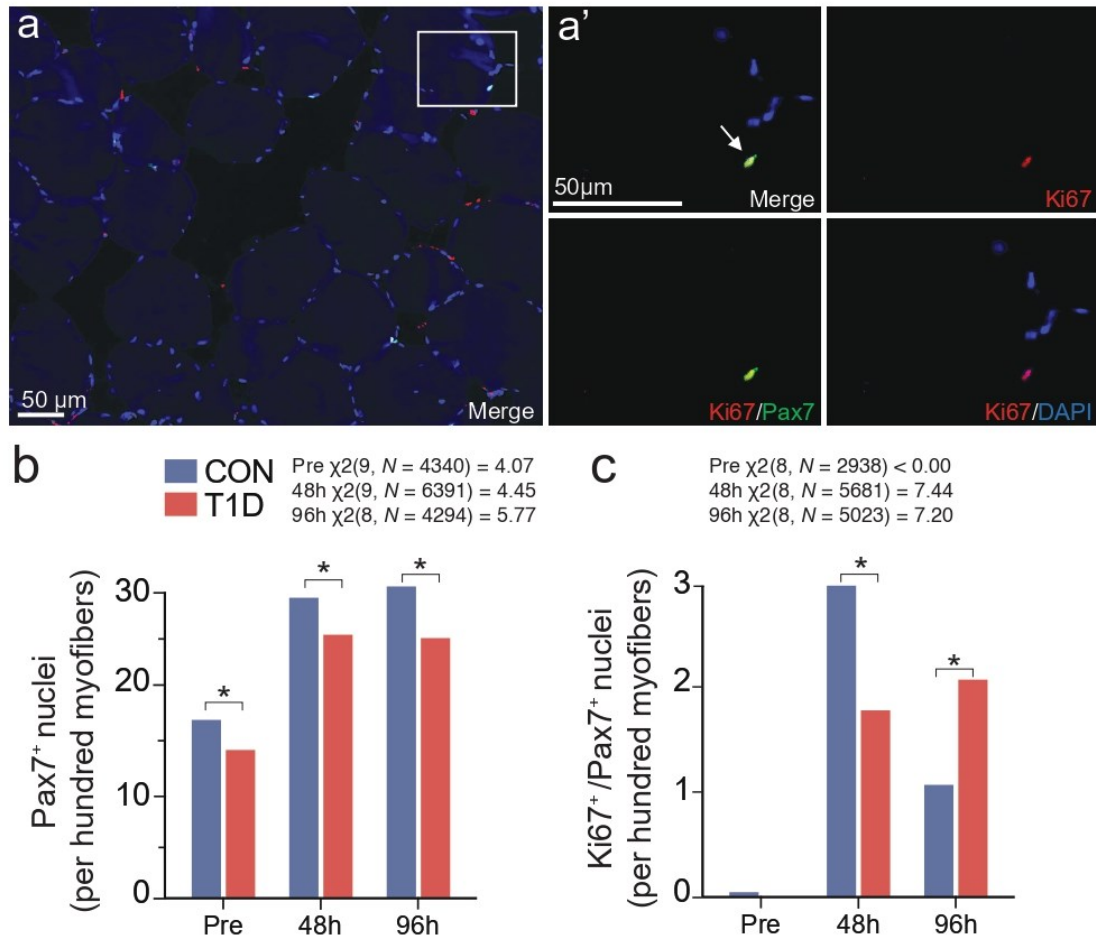 a
50 µm
Merge
a'
50µm
Merge
Ki67
Ki67/Pax7
Ki67/DAPI
b
CON
T1D
Pre χ2(9, N = 4340) = 4.07
48h χ2(9, N = 6391) = 4.45
96h χ2(8, N = 4294) = 5.77
Pax7⁺ nuclei
(per hundred myofibers)
30
20
10
0
*
*
*
Pre
48h
96h
c
Pre χ2(8, N = 2938) < 0.00
48h χ2(8, N = 5681) = 7.44
96h χ2(8, N = 5023) = 7.20
Ki67⁺/Pax7⁺ nuclei
(per hundred myofibers)
3
2
1
0
*
*
Pre
48h
96h